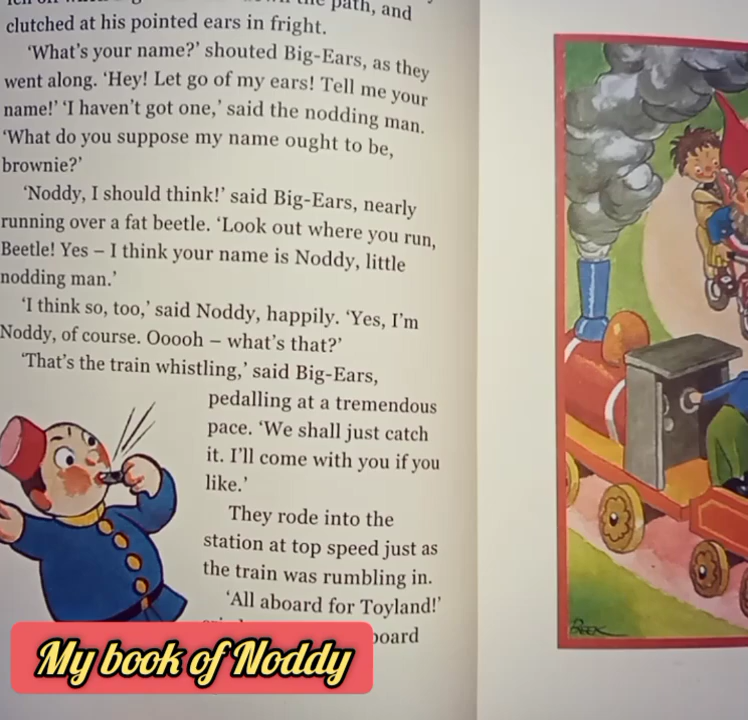 the path, and
clutched at his pointed ears in fright.
‘What's your name?’ shouted Big-Ears, as they
went along. ‘Hey! Let go of my ears! Tell me your
name!’ ‘I haven't got one,’ said the nodding man.
‘What do you suppose my name ought to be,
brownie?’
‘Noddy, I should think!’ said Big-Ears, nearly
running over a fat beetle. ‘Look out where you run,
Beetle! Yes – I think your name is Noddy, little
nodding man.’
‘I think so, too,’ said Noddy, happily. ‘Yes, I'm
Noddy, of course. Ooooh – what's that?’
‘That's the train whistling,’ said Big-Ears,
pedalling at a tremendous
pace. ‘We shall just catch
it. I'll come with you if you
like.’
They rode into the
station at top speed just as
the train was rumbling in.
‘All aboard for Toyland!’
board
My book of Noddy
Beek